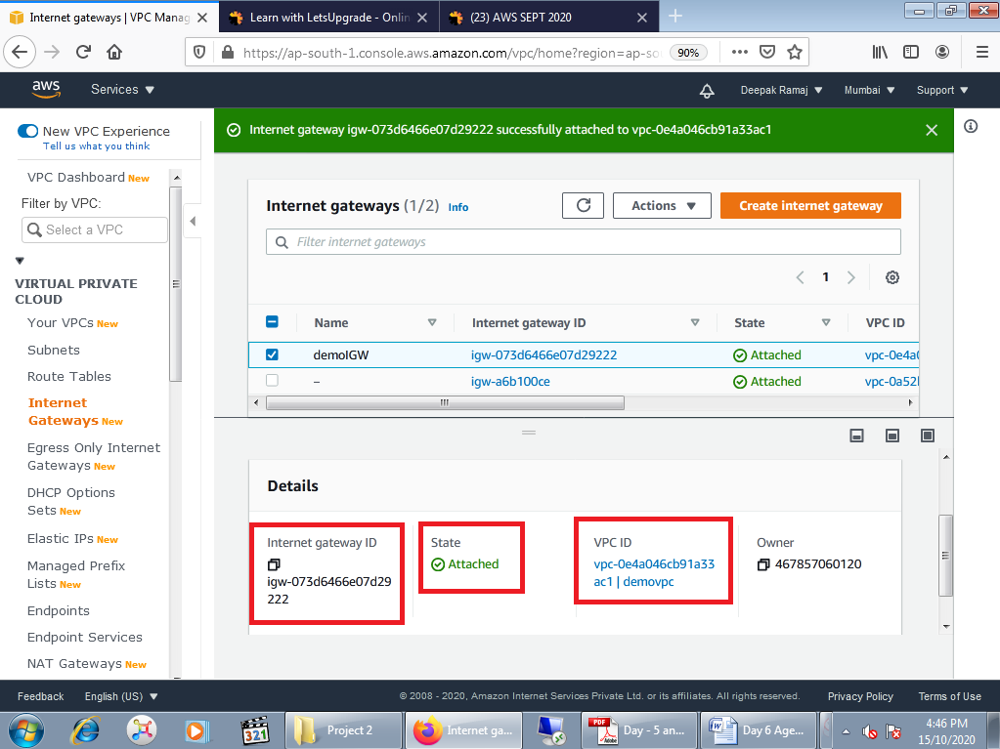 Internet gateways | VPC Manag
Learn with LetsUpgrade - Onlin
(23) AWS SEPT 2020
https://ap-south-1.console.aws.amazon.com/vpc/home?region=ap-so
90%
aws
Services
Deepak Ramaj
Mumbai
Support
New VPC Experience
Tell us what you think
Internet gateway igw-073d6466e07d29222 successfully attached to vpc-0e4a046cb91a33ac1
VPC Dashboard New
Filter by VPC:
Select a VPC
VIRTUAL PRIVATE
CLOUD
Your VPCs New
Subnets
Route Tables
Internet
Gateways New
Egress Only Internet
Gateways New
DHCP Options
Sets New
Elastic IPs New
Managed Prefix
Lists New
Endpoints
Endpoint Services
NAT Gateways New
Internet gateways (1/2) Info
Actions
Create internet gateway
Filter internet gateways
1
Name Internet gateway ID State VPC ID
demoIGW igw-073d6466e07d29222 Attached vpc-0e4a0
– igw-a6b100ce Attached vpc-0a52
Details
Internet gateway ID
igw-073d6466e07d29
222
State
Attached
VPC ID
vpc-0e4a046cb91a33
ac1 | demovpc
Owner
467857060120
Feedback English (US) © 2008 - 2020, Amazon Internet Services Private Ltd. or its affiliates. All rights reserved. Privacy Policy Terms of Use
321
Project 2
Internet ga...
PDF
Adobe
Day - 5 an...
Day 6 Age...
4:46 PM
15/10/2020